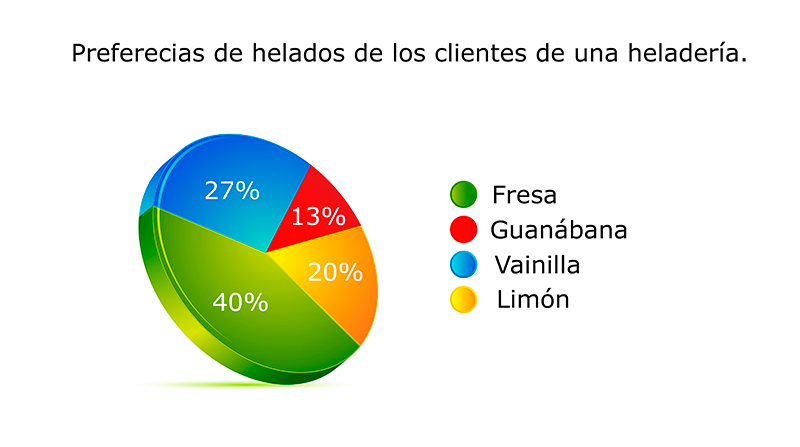 Preferecias de helados de los clientes de una heladería.
27%
13%
20%
40%
Fresa
Guanábana
Vainilla
Limón